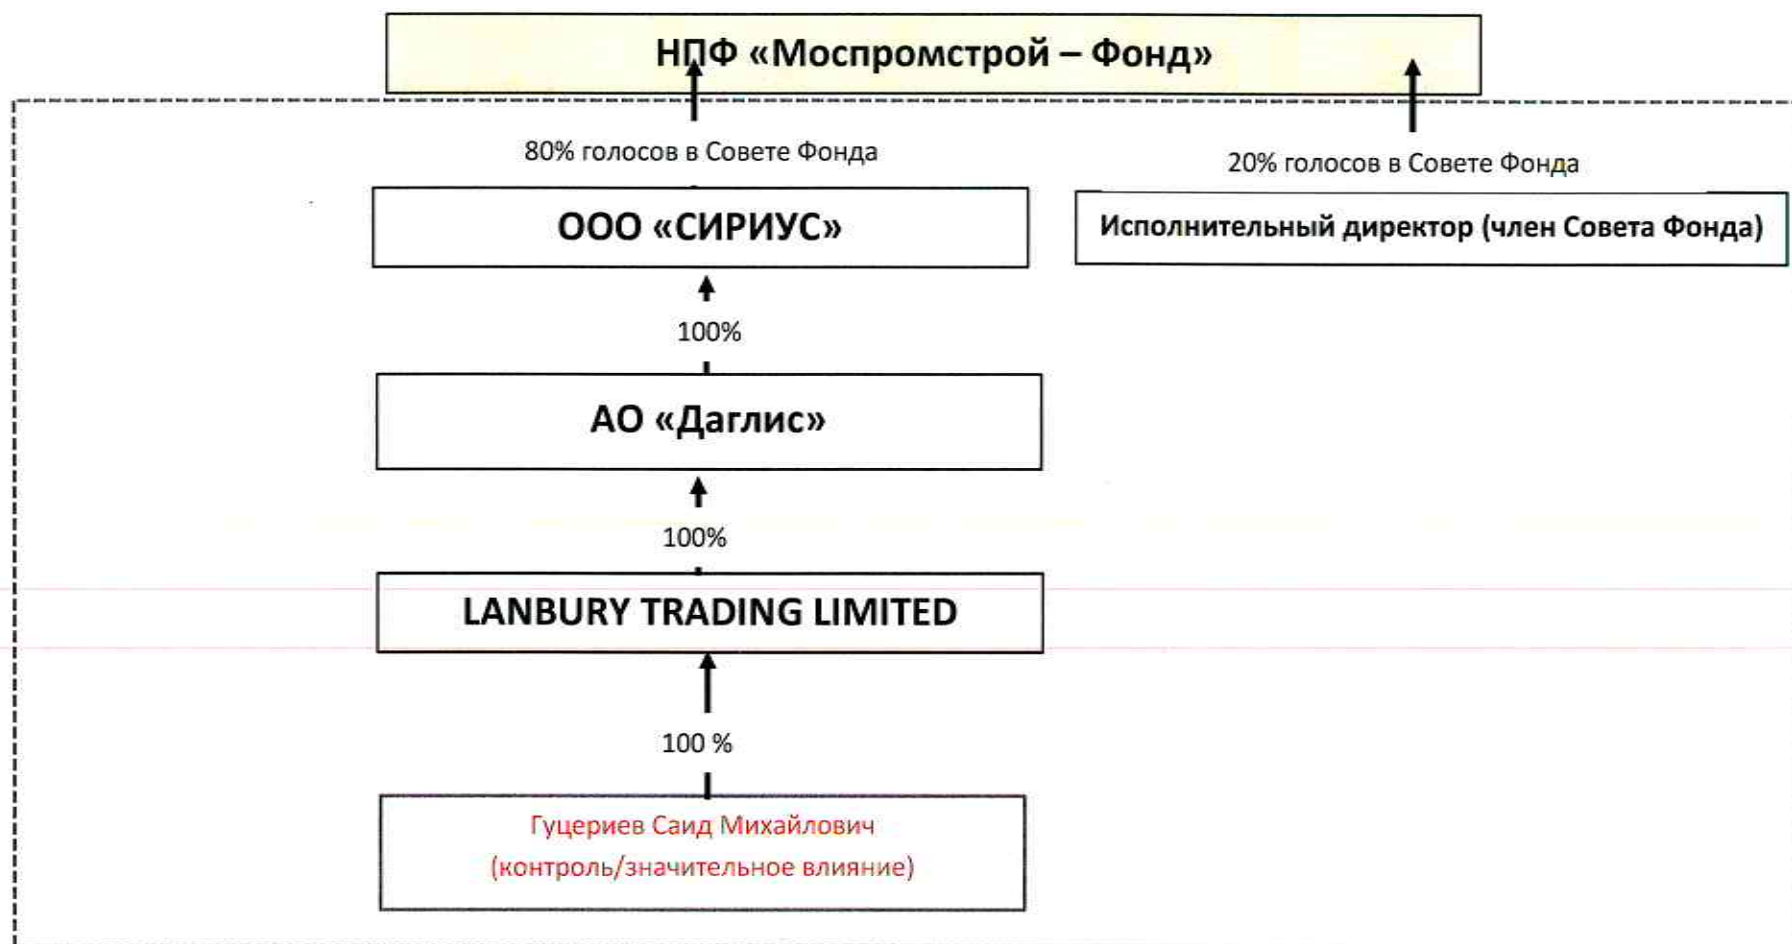 НПФ «Моспромстрой – Фонд»
80% голосов в Совете Фонда
20% голосов в Совете Фонда
ООО «СИРИУС»
Исполнительный директор (член Совета Фонда)
100%
АО «Даглис»
100%
LANBURY TRADING LIMITED
100 %
Гуцериев Саид Михайлович
(контроль/значительное влияние)